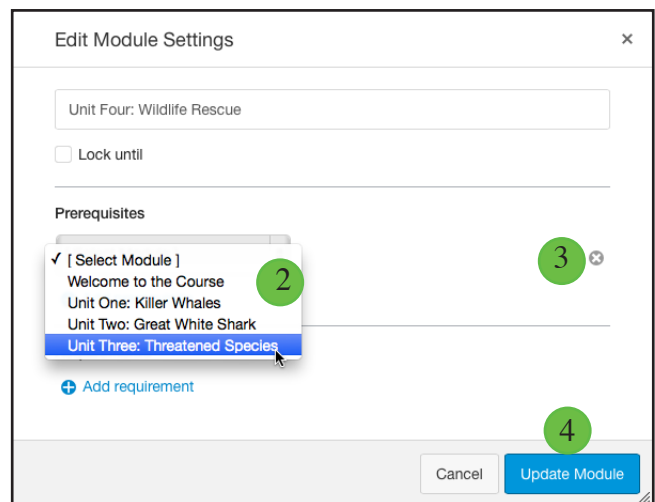 Edit Module Settings ×
Unit Four: Wildlife Rescue
Lock until
Prerequisites
✓ [ Select Module ]
Welcome to the Course
2
Unit One: Killer Whales
Unit Two: Great White Shark
Unit Three: Threatened Species
3
Add requirement
4
Cancel
Update Module